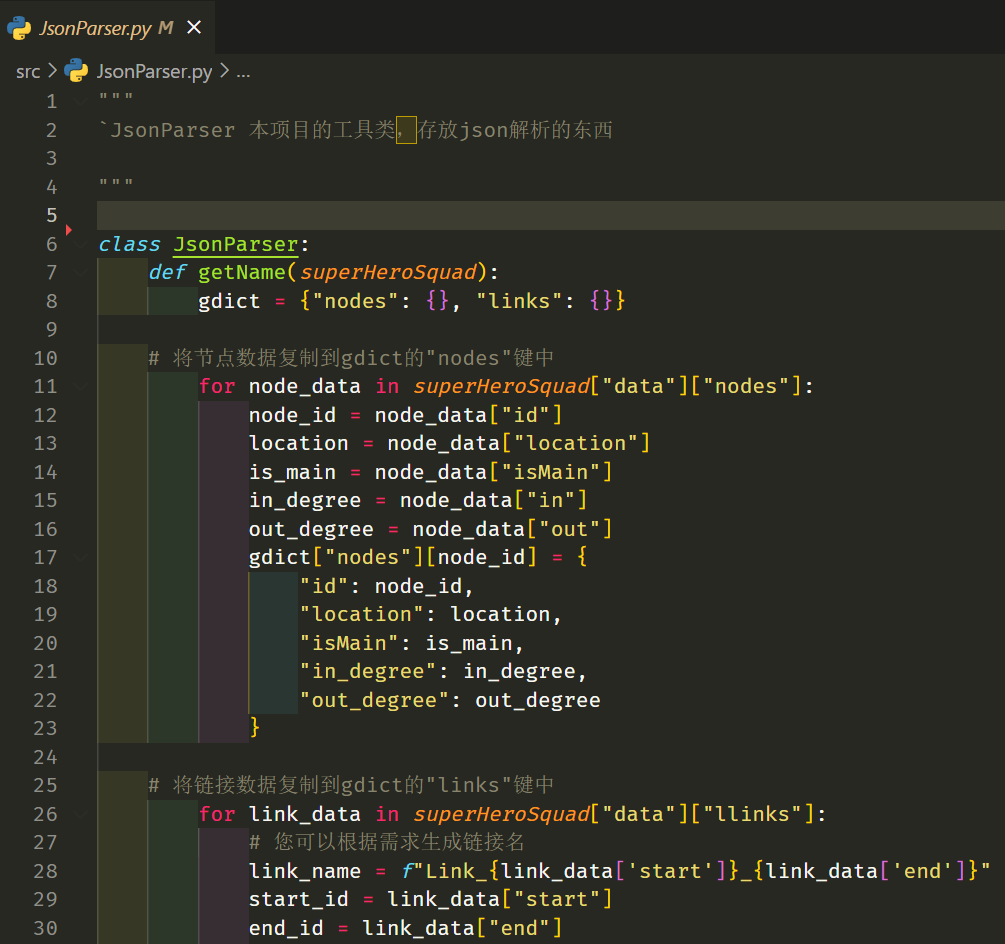 JsonParser.py M
src > JsonParser.py > ...
1 """
2 `JsonParser 本项目的工具类，存放json解析的东西
3
4 """
5
6 class JsonParser:
7 def getName(superHeroSquad):
8 gdict = {"nodes": {}, "links": {}}
9
10 # 将节点数据复制到gdict的"nodes"键中
11 for node_data in superHeroSquad["data"]["nodes"]:
12 node_id = node_data["id"]
13 location = node_data["location"]
14 is_main = node_data["isMain"]
15 in_degree = node_data["in"]
16 out_degree = node_data["out"]
17 gdict["nodes"][node_id] = {
18 "id": node_id,
19 "location": location,
20 "isMain": is_main,
21 "in_degree": in_degree,
22 "out_degree": out_degree
23 }
24
25 # 将链接数据复制到gdict的"links"键中
26 for link_data in superHeroSquad["data"]["llinks"]:
27 # 您可以根据需求生成链接名
28 link_name = f"Link_{link_data['start']}_{link_data['end']}"
29 start_id = link_data["start"]
30 end_id = link_data["end"]